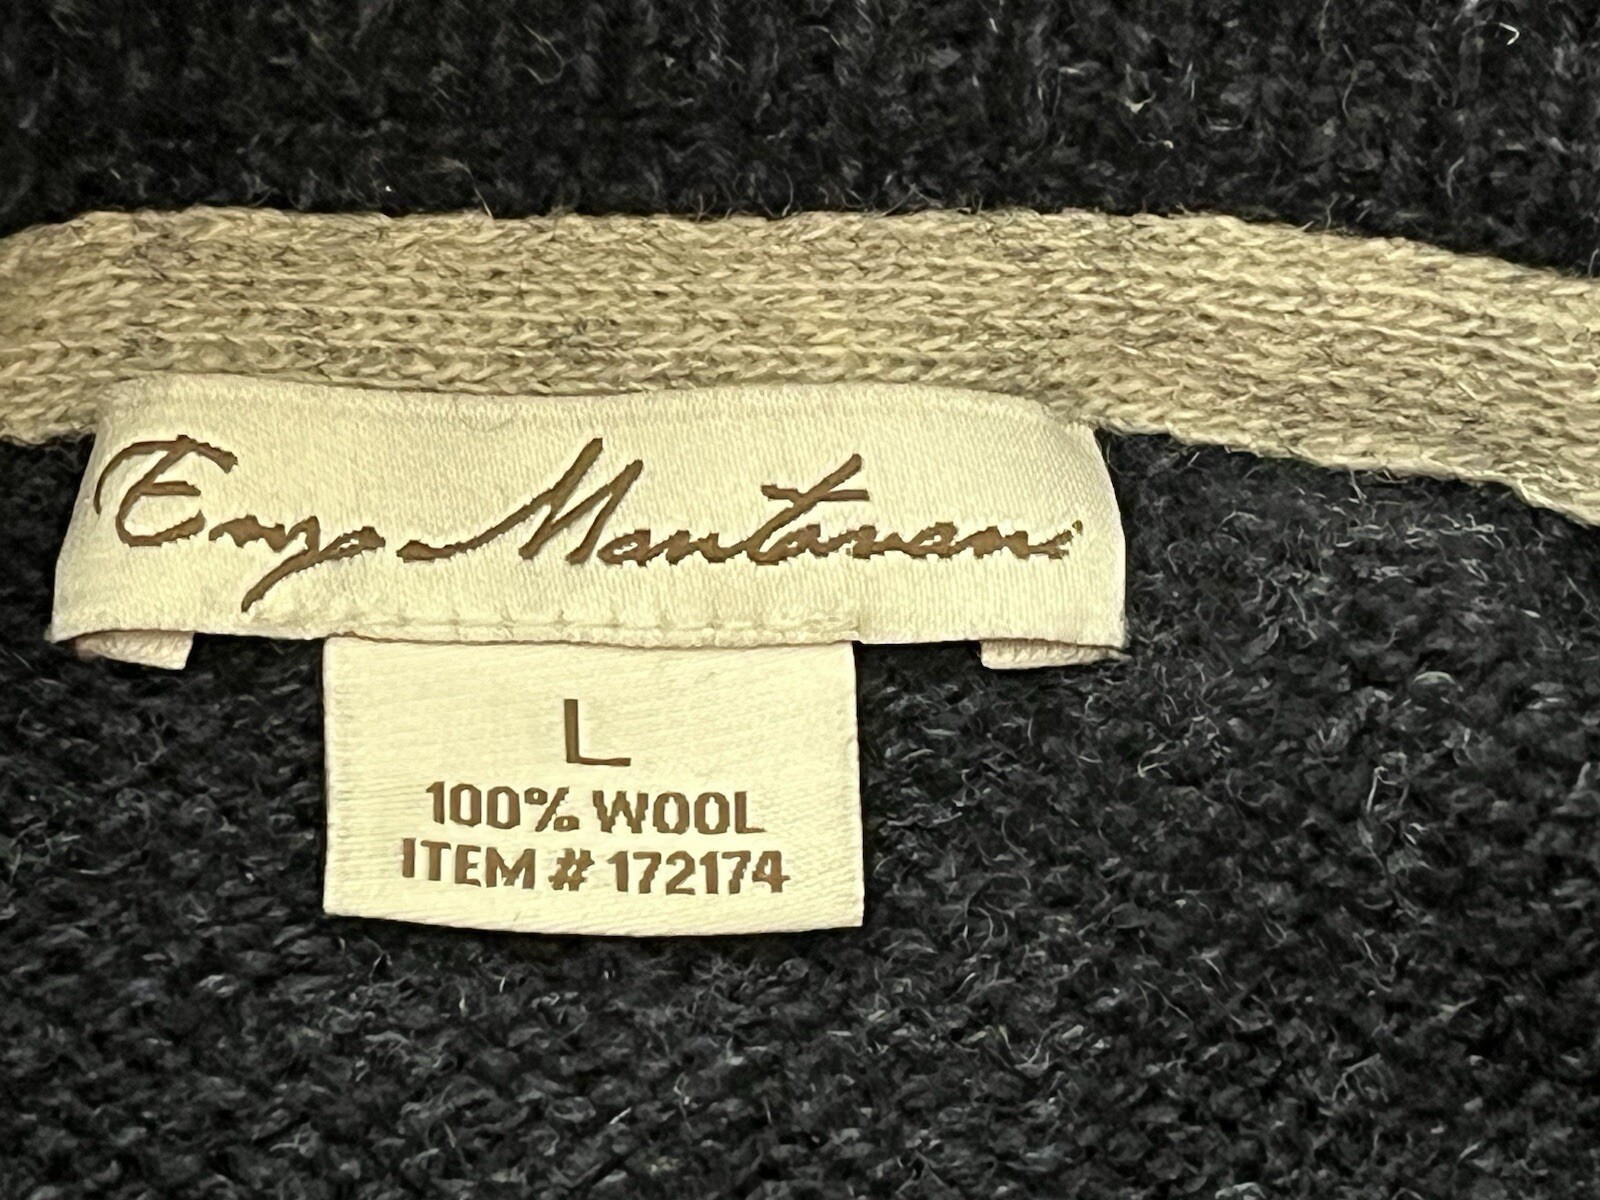 Enzo Mantovani
L
100% WOOL
ITEM # 172174